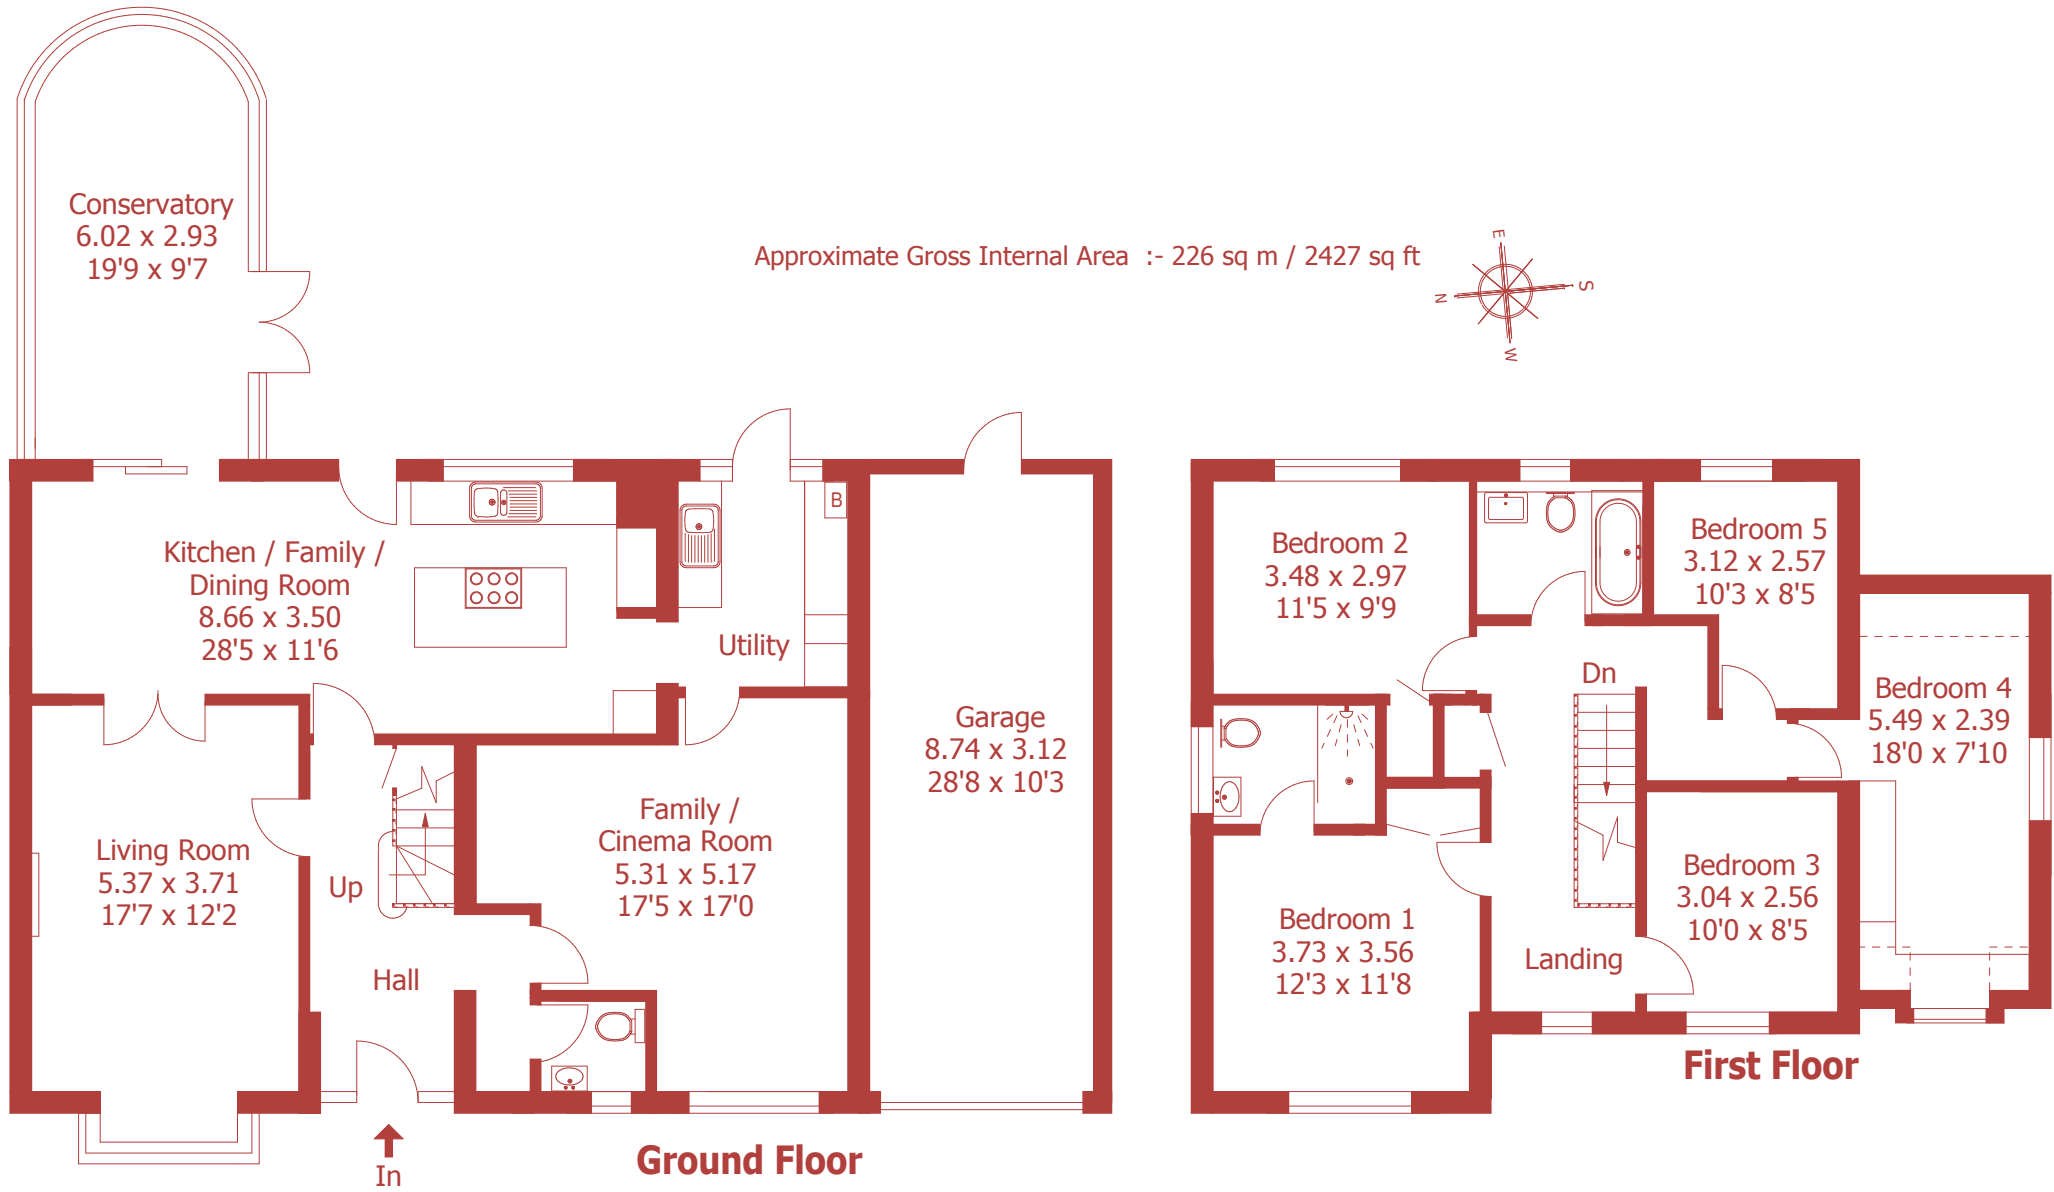 Conservatory
6.02 x 2.93
19'9 x 9'7
Approximate Gross Internal Area :- 226 sq m / 2427 sq ft
E
N
S
W
Kitchen / Family /
Dining Room
8.66 x 3.50
28'5 x 11'6
B
Utility
Garage
8.74 x 3.12
28'8 x 10'3
Living Room
5.37 x 3.71
17'7 x 12'2
Up
Family /
Cinema Room
5.31 x 5.17
17'5 x 17'0
Hall
In
Ground Floor
Bedroom 2
3.48 x 2.97
11'5 x 9'9
Bedroom 5
3.12 x 2.57
10'3 x 8'5
Dn
Bedroom 4
5.49 x 2.39
18'0 x 7'10
Bedroom 3
3.04 x 2.56
10'0 x 8'5
Bedroom 1
3.73 x 3.56
12'3 x 11'8
Landing
First Floor